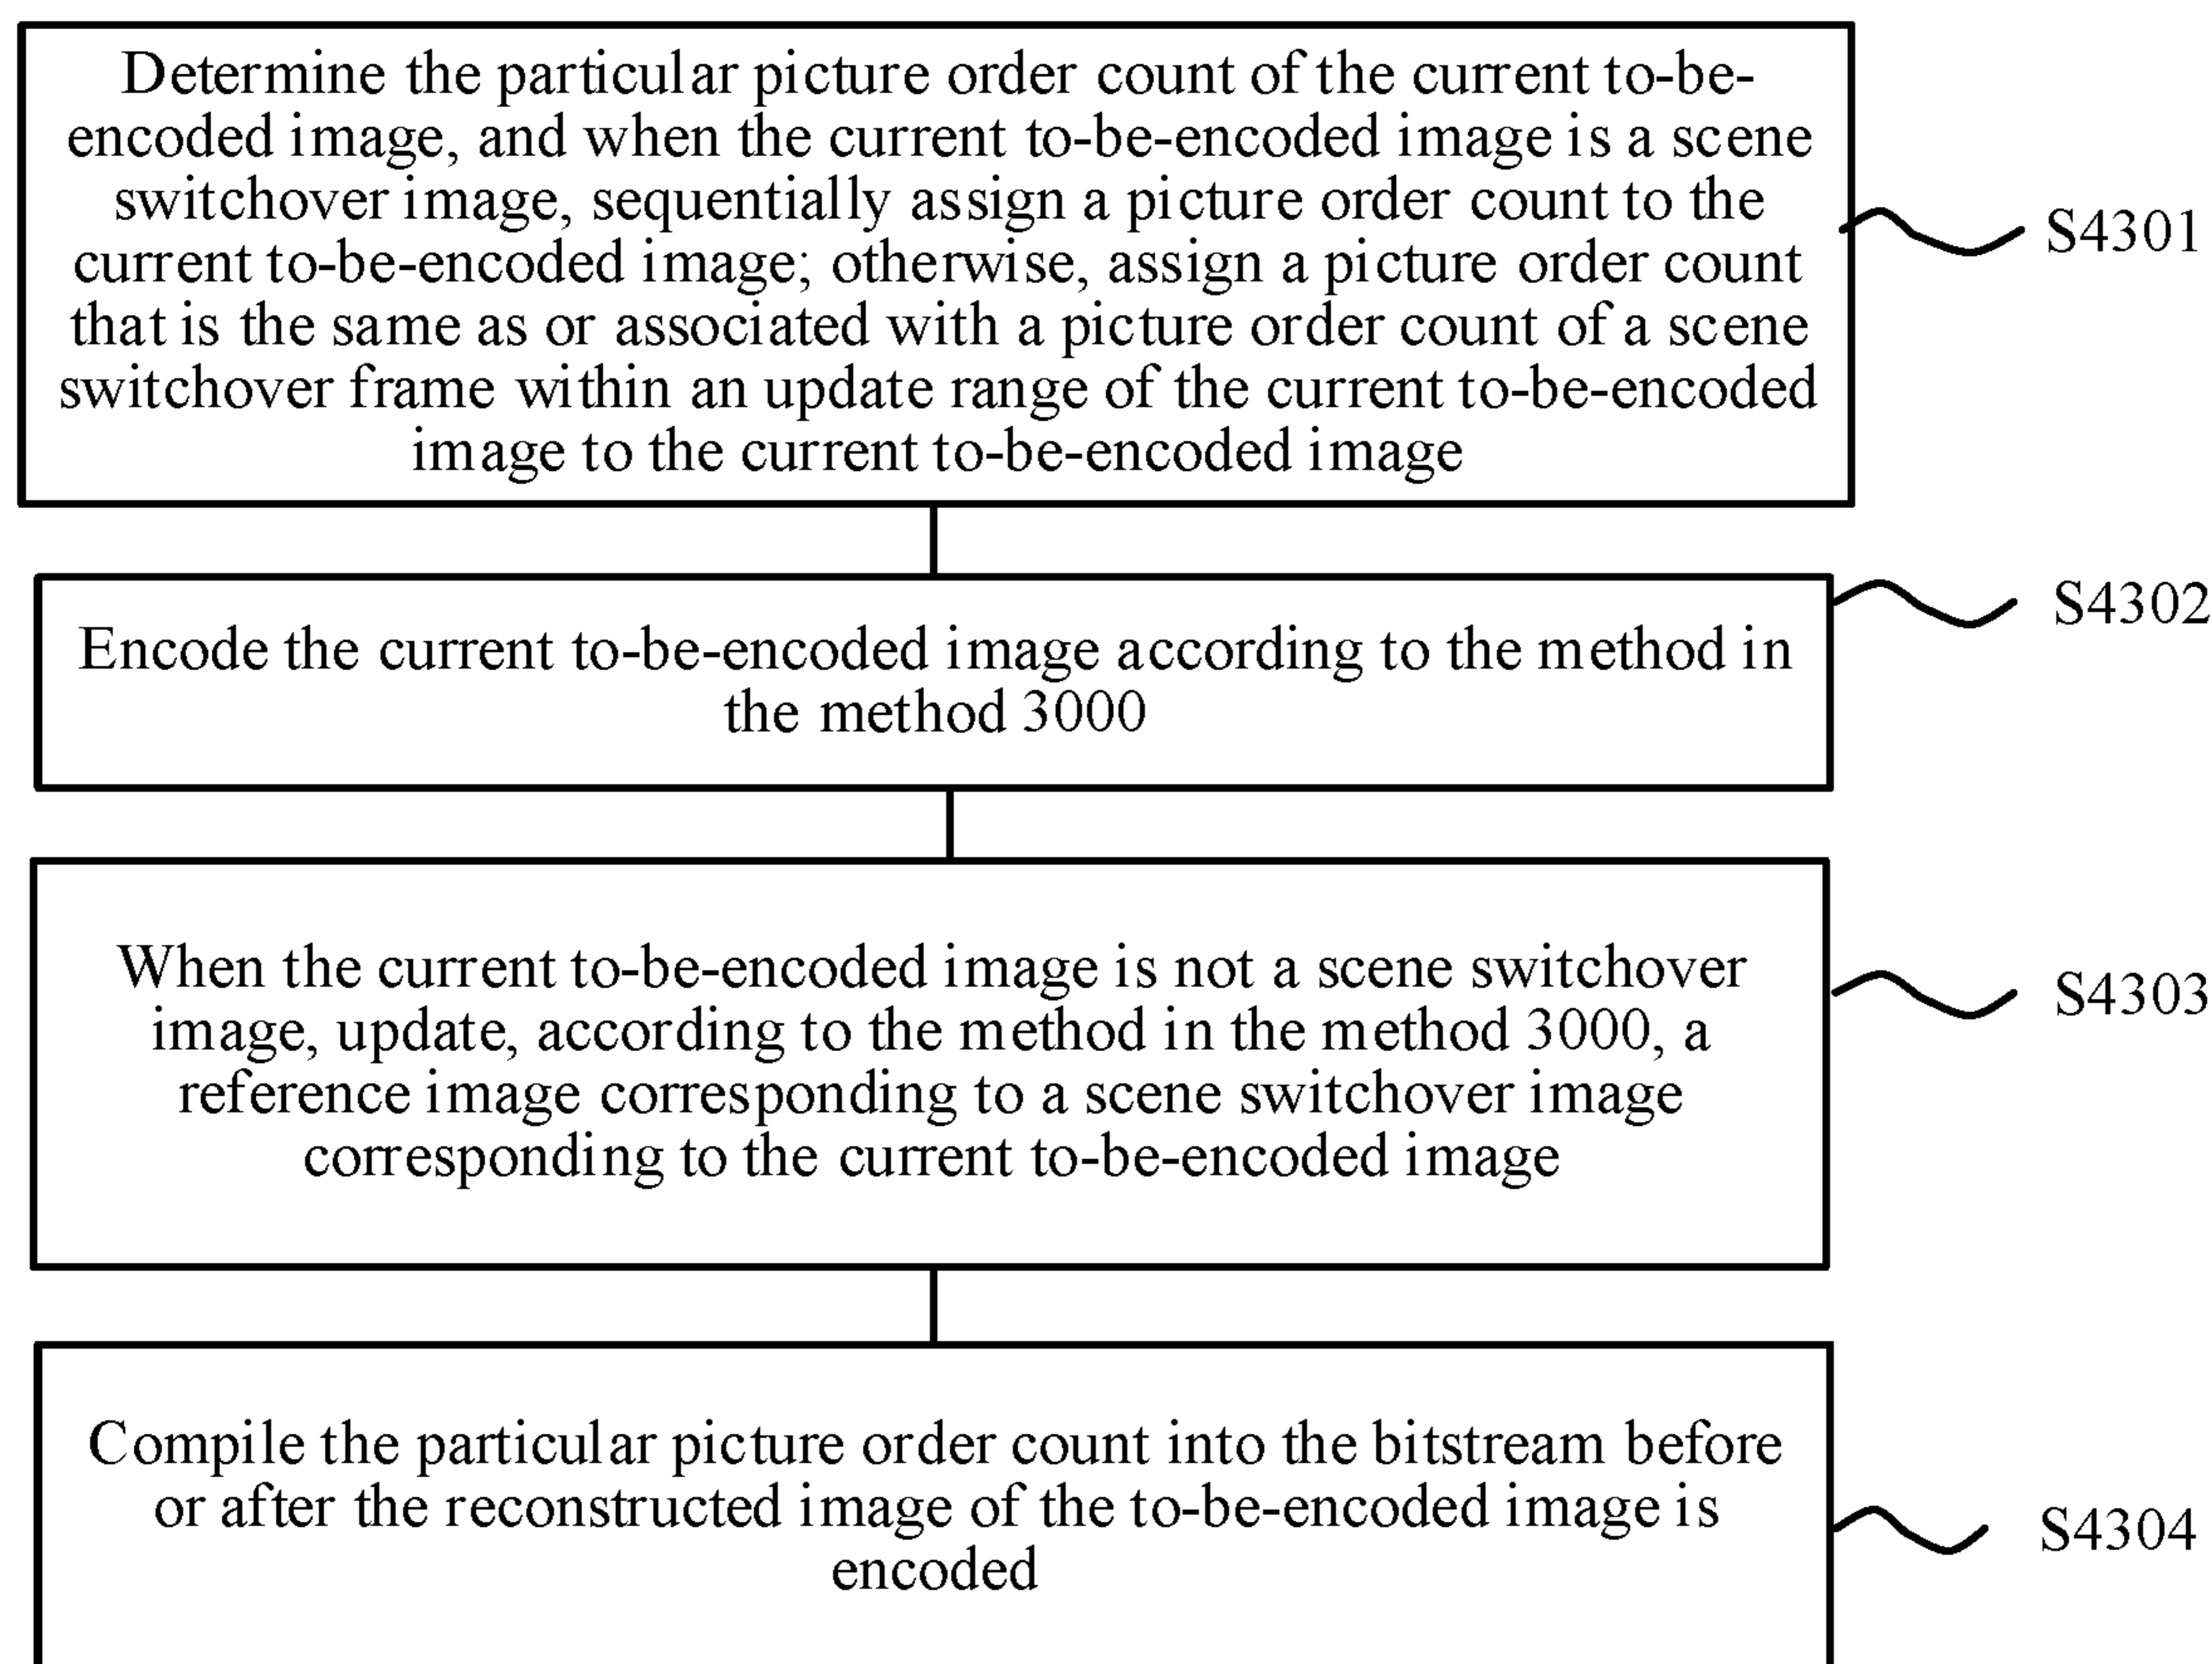 Determine the particular picture order count of the current to-be-
encoded image, and when the current to-be-encoded image is a scene
switchover image, sequentially assign a picture order count to the
current to-be-encoded image; otherwise, assign a picture order count
that is the same as or associated with a picture order count of a scene
switchover frame within an update range of the current to-be-encoded
image to the current to-be-encoded image
S4301
Encode the current to-be-encoded image according to the method in
the method 3000
S4302
When the current to-be-encoded image is not a scene switchover
image, update, according to the method in the method 3000, a
reference image corresponding to a scene switchover image
corresponding to the current to-be-encoded image
S4303
Compile the particular picture order count into the bitstream before
or after the reconstructed image of the to-be-encoded image is
encoded
S4304